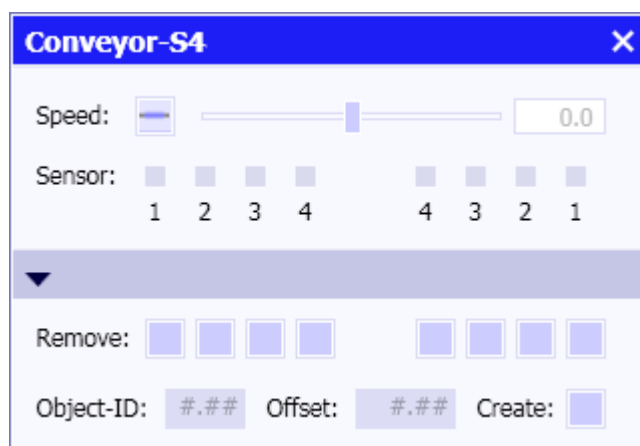 Conveyor-S4
Speed: 0.0
Sensor:
1 2 3 4 4 3 2 1
Remove:
Object-ID: #.## Offset: #.## Create: